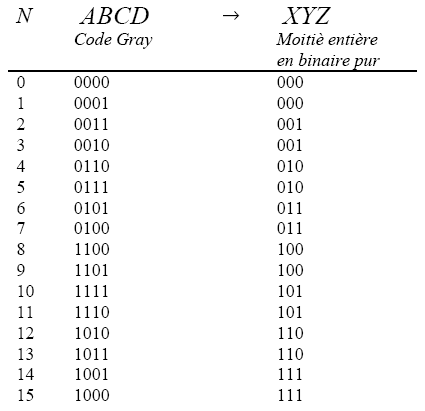 N ABCD → XYZ
Code Gray Moitiè entière
en binaire pur
0 0000 000
1 0001 000
2 0011 001
3 0010 001
4 0110 010
5 0111 010
6 0101 011
7 0100 011
8 1100 100
9 1101 100
10 1111 101
11 1110 101
12 1010 110
13 1011 110
14 1001 111
15 1000 111